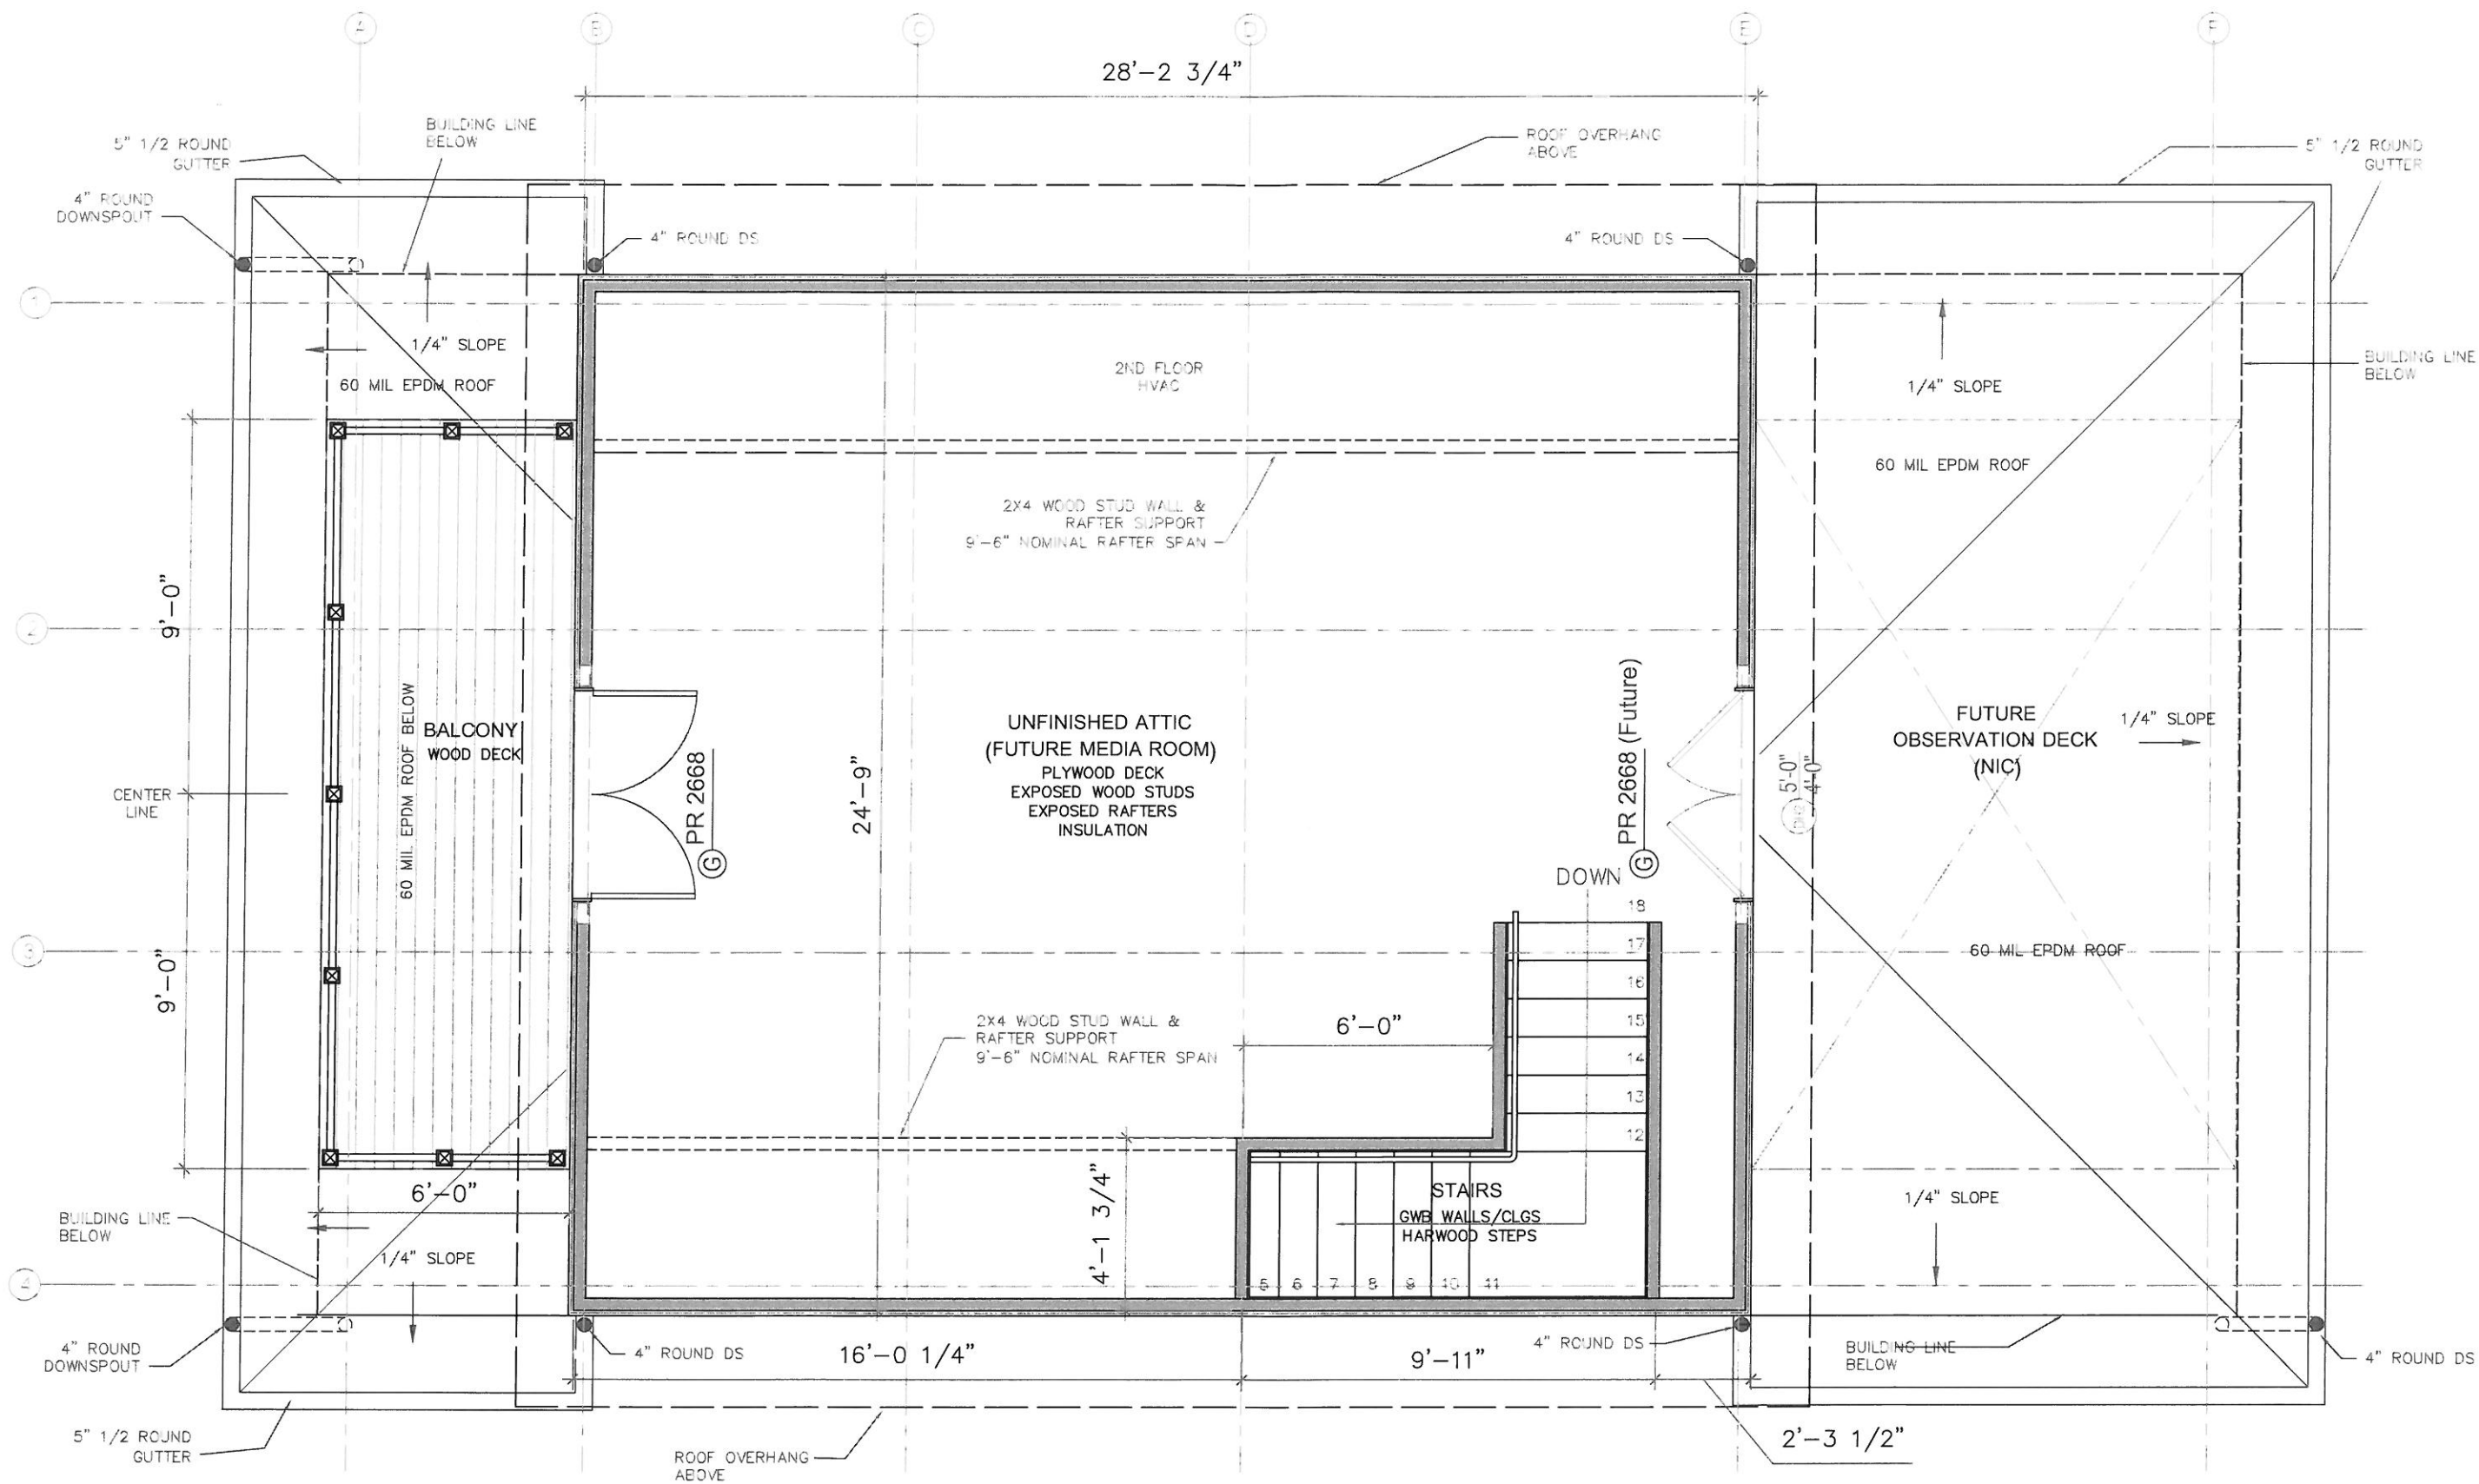 A
B
C
D
E
F
28'-2 3/4"
BUILDING LINE
BELOW
5" 1/2 ROUND
GUTTER
ROOF OVERHANG
ABOVE
5" 1/2 ROUND
GUTTER
4" ROUND
DOWNSPOUT
4" ROUND DS
4" ROUND DS
1
1/4" SLOPE
60 MIL EPDM ROOF
2ND FLOOR
HVAC
1/4" SLOPE
BUILDING LINE
BELOW
60 MIL EPDM ROOF
2X4 WOOD STUD WALL &
RAFTER SUPPORT
9'-6" NOMINAL RAFTER SPAN
9'-0"
2
60 MIL EPDM ROOF BELOW
BALCONY
WOOD DECK
CENTER
LINE
PR 2668
G
24'-9"
UNFINISHED ATTIC
(FUTURE MEDIA ROOM)
PLYWOOD DECK
EXPOSED WOOD STUDS
EXPOSED RAFTERS
INSULATION
PR 2668 (Future)
G
5'-0"
4'-0"
FUTURE
OBSERVATION DECK
(NIC)
1/4" SLOPE
DOWN
18
17
16
15
14
13
12
3
9'-0"
60 MIL EPDM ROOF
2X4 WOOD STUD WALL &
RAFTER SUPPORT
9'-6" NOMINAL RAFTER SPAN
6'-0"
6'-0"
4'-1 3/4"
STAIRS
GWB WALLS/CLGS
HARWOOD STEPS
1/4" SLOPE
BUILDING LINE
BELOW
1/4" SLOPE
4
5 6 7 8 9 10 11
4" ROUND
DOWNSPOUT
4" ROUND DS
16'-0 1/4"
9'-11"
4" ROUND DS
BUILDING LINE
BELOW
4" ROUND DS
5" 1/2 ROUND
GUTTER
ROOF OVERHANG
ABOVE
2'-3 1/2"